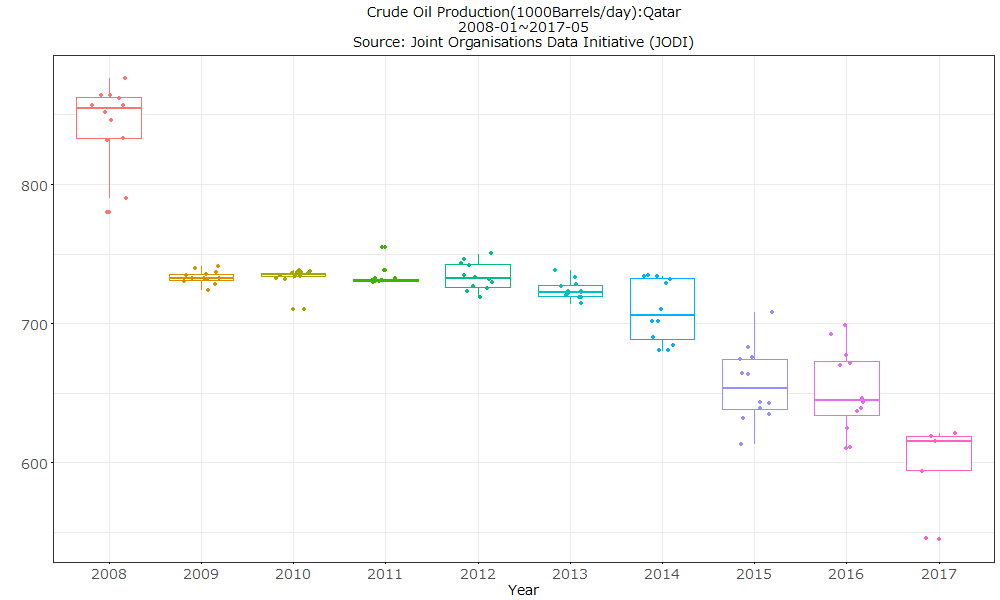 Crude Oil Production(1000Barrels/day):Qatar
2008-01~2017-05
Source: Joint Organisations Data Initiative (JODI)
800
700
600
2008 2009 2010 2011 2012 2013 2014 2015 2016 2017
Year